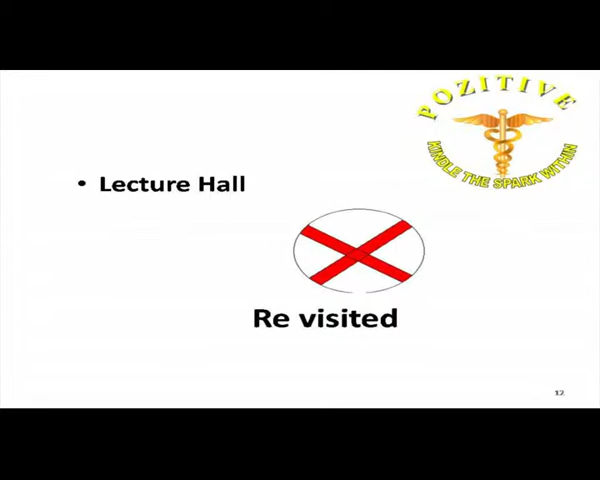 POZITIVE
KINDLE THE SPARK WITHIN
• Lecture Hall
Re visited
12